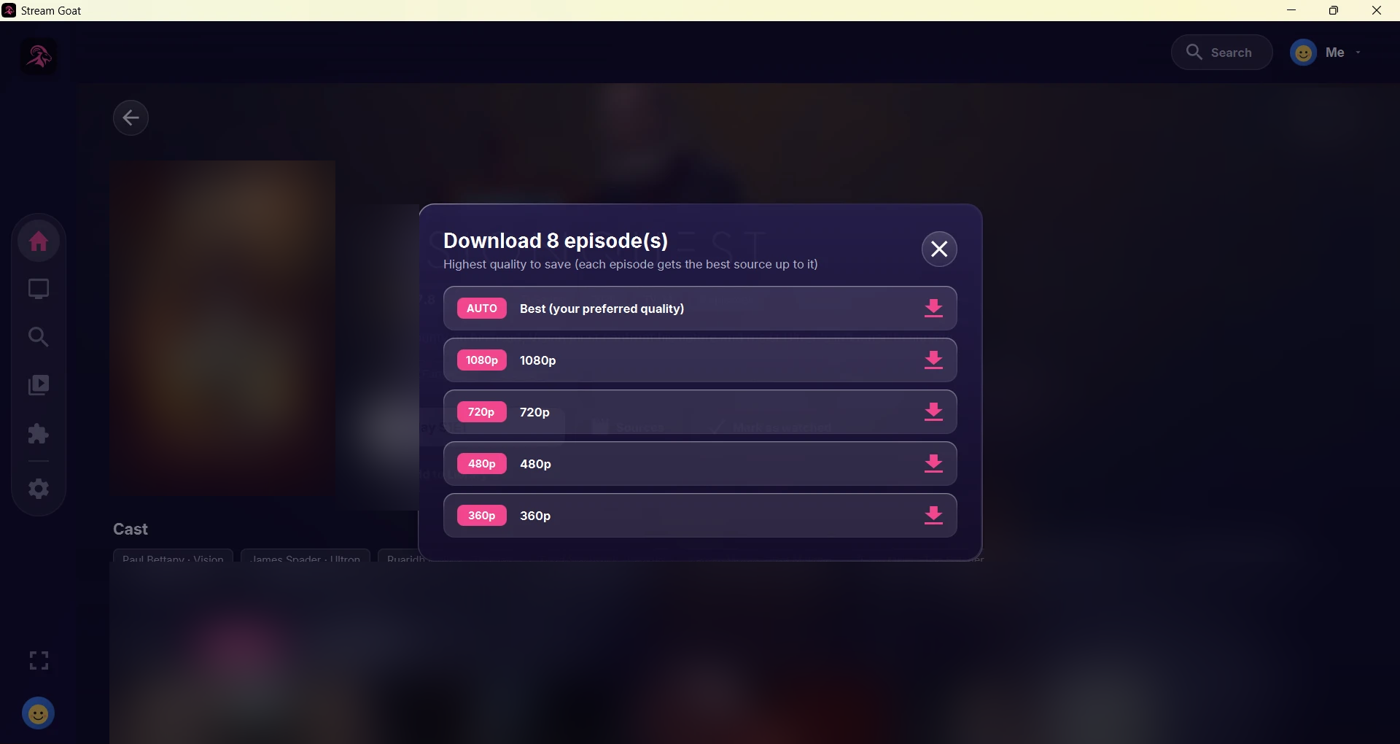 Stream Goat
Search
Me
Download 8 episode(s)
Highest quality to save (each episode gets the best source up to it)
AUTO Best (your preferred quality)
1080p 1080p
720p 720p
480p 480p
360p 360p
Cast
Paul Bettany · Vision
James Spader · Ultron